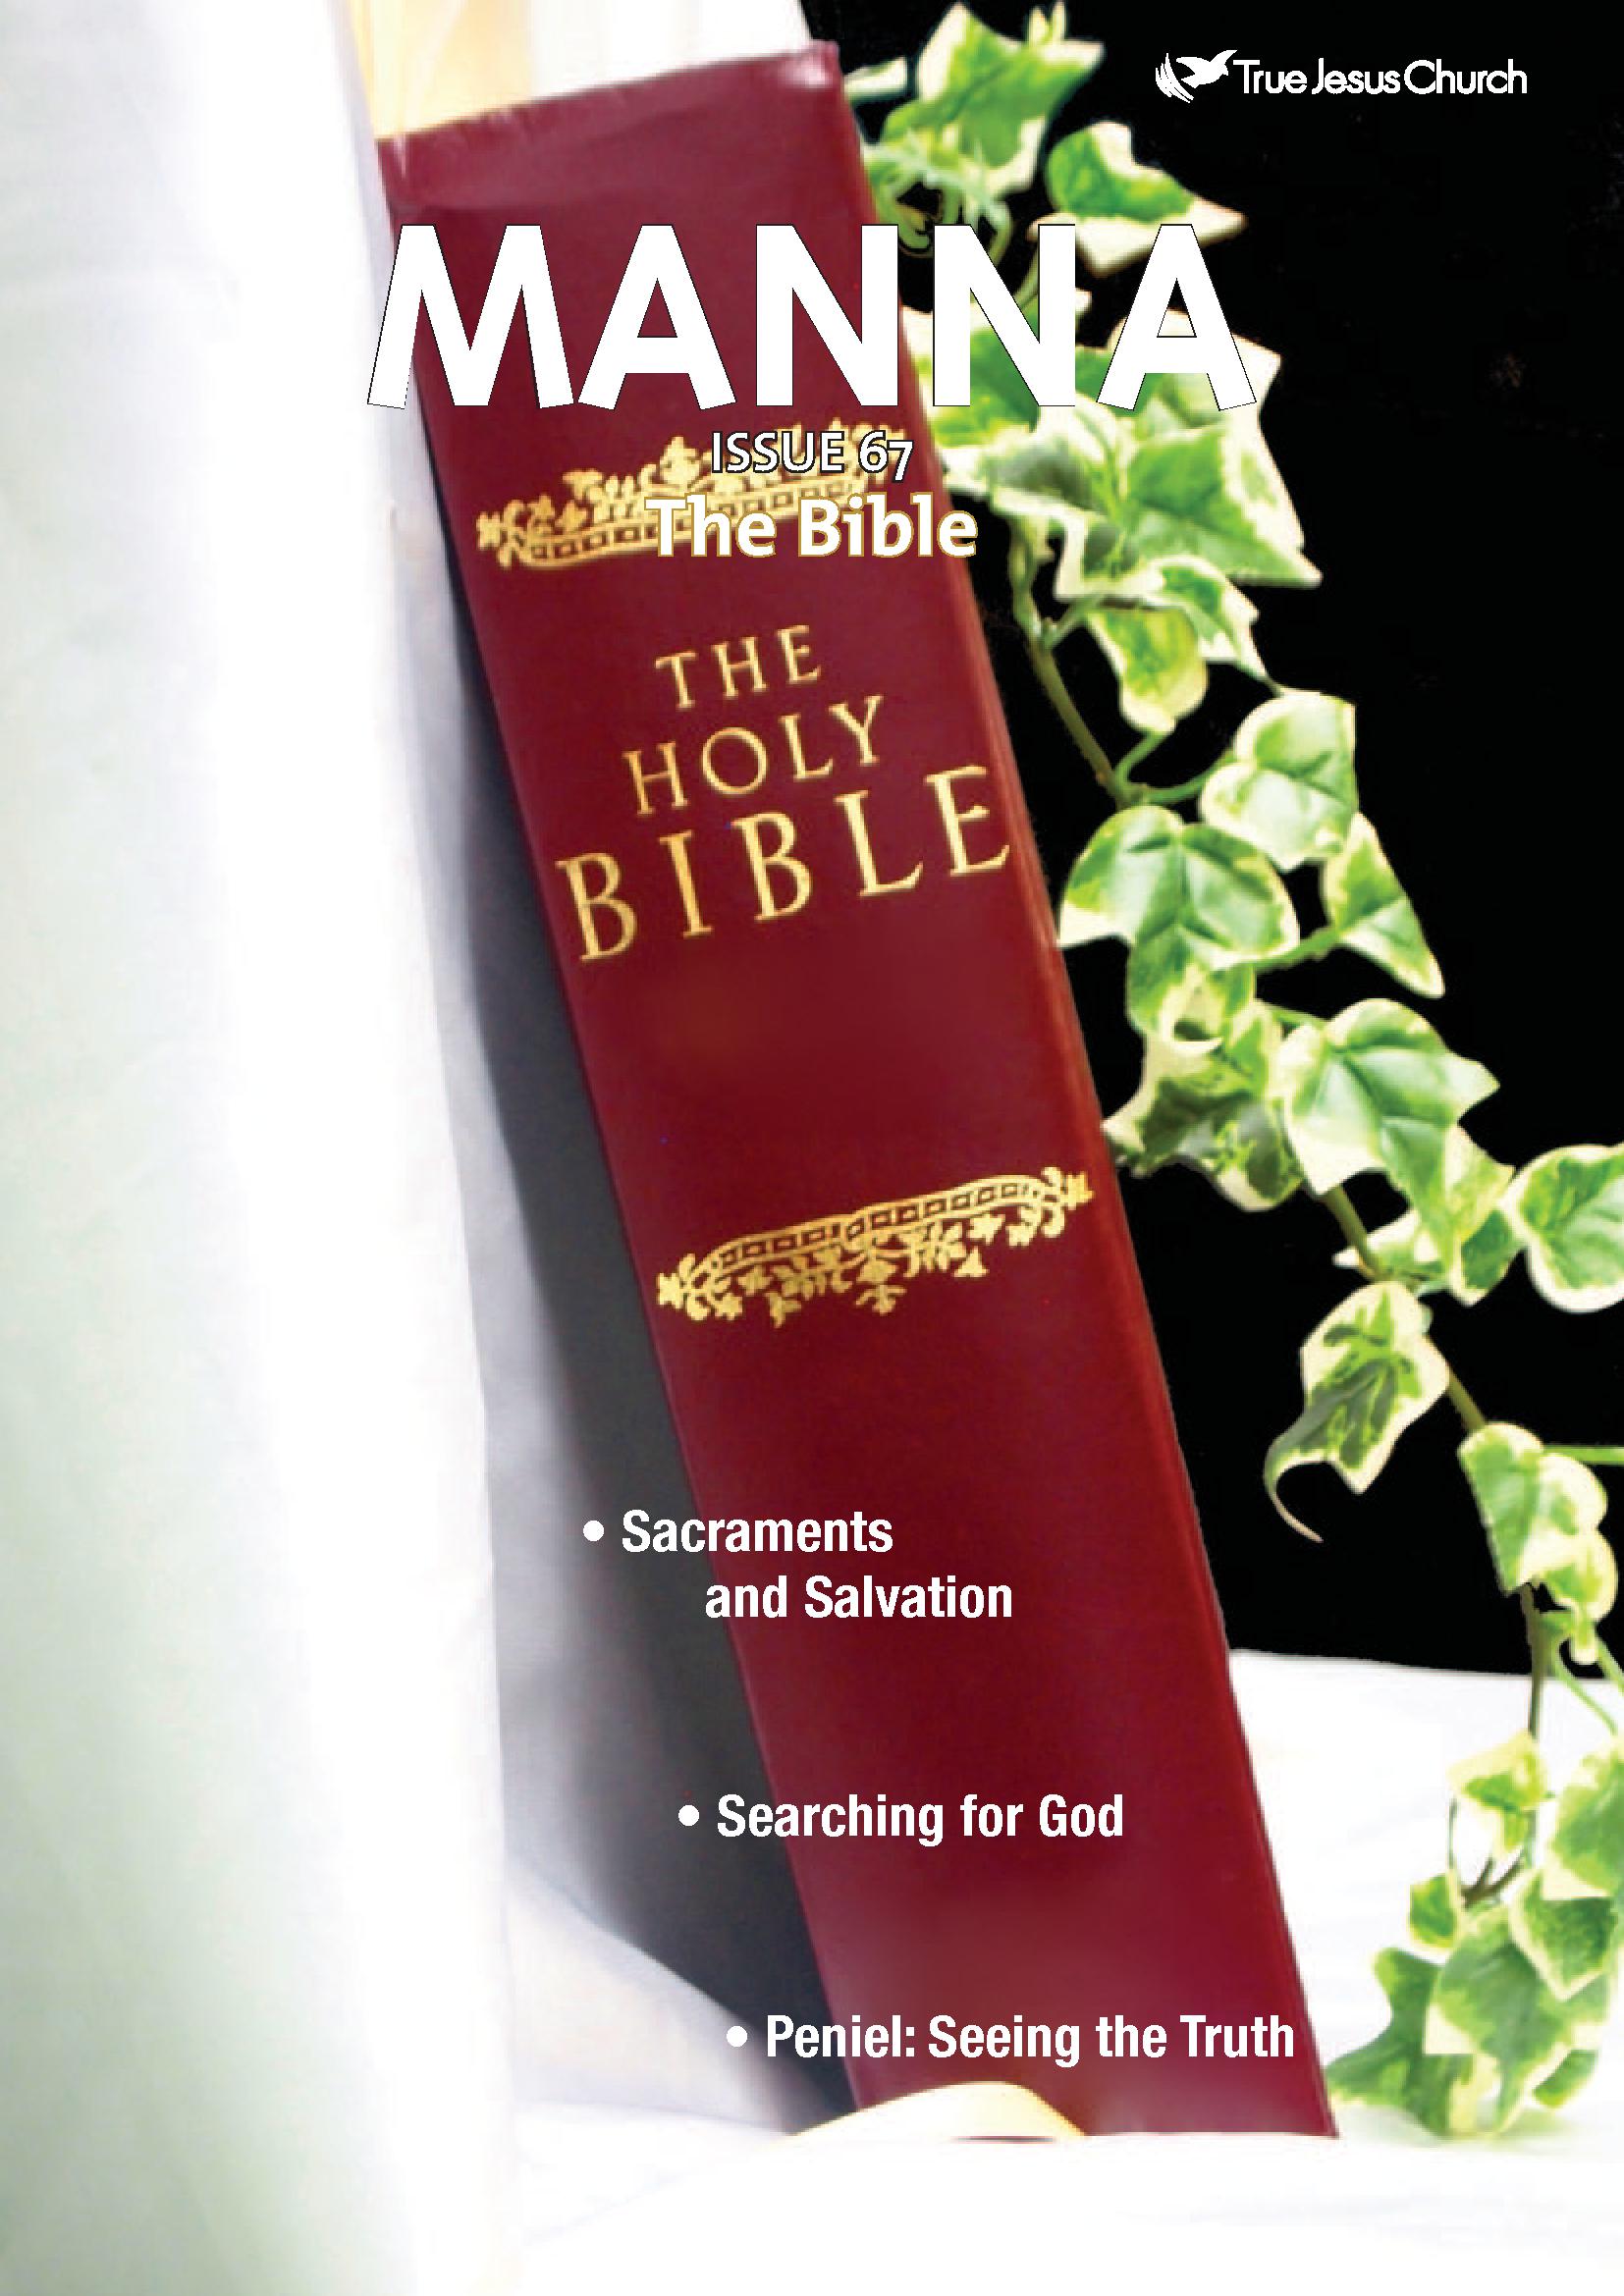 True Jesus Church
MANNA
ISSUE 67
The Bible
THE
HOLY
BIBLE
• Sacraments
and Salvation
• Searching for God
• Peniel: Seeing the Truth